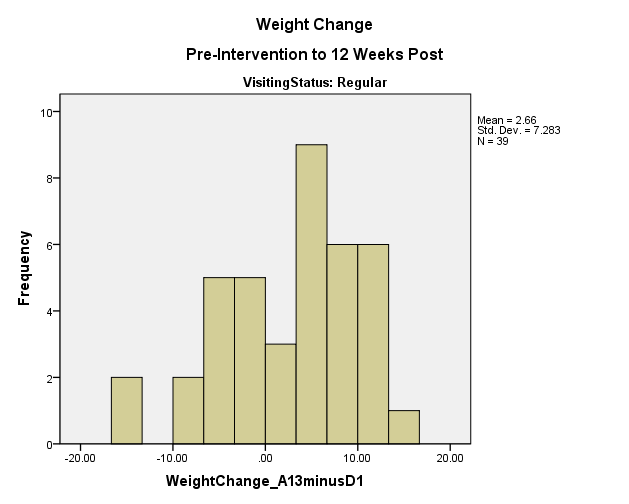 Weight Change
Pre-Intervention to 12 Weeks Post
VisitingStatus: Regular
Mean = 2.66
Std. Dev. = 7.283
N = 39
Frequency
10
8
6
4
2
0
-20.00 -10.00 .00 10.00 20.00
WeightChange_A13minusD1